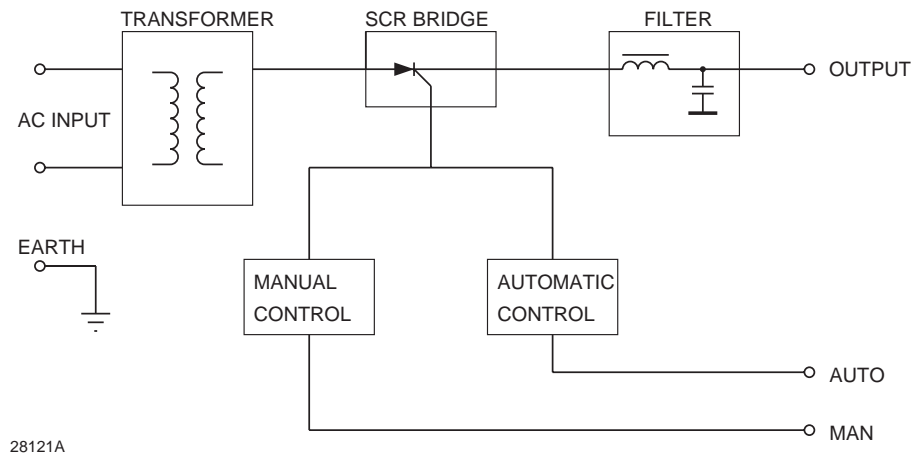 TRANSFORMER
SCR BRIDGE
FILTER
AC INPUT
OUTPUT
EARTH
MANUAL
CONTROL
AUTOMATIC
CONTROL
AUTO
MAN
28121A